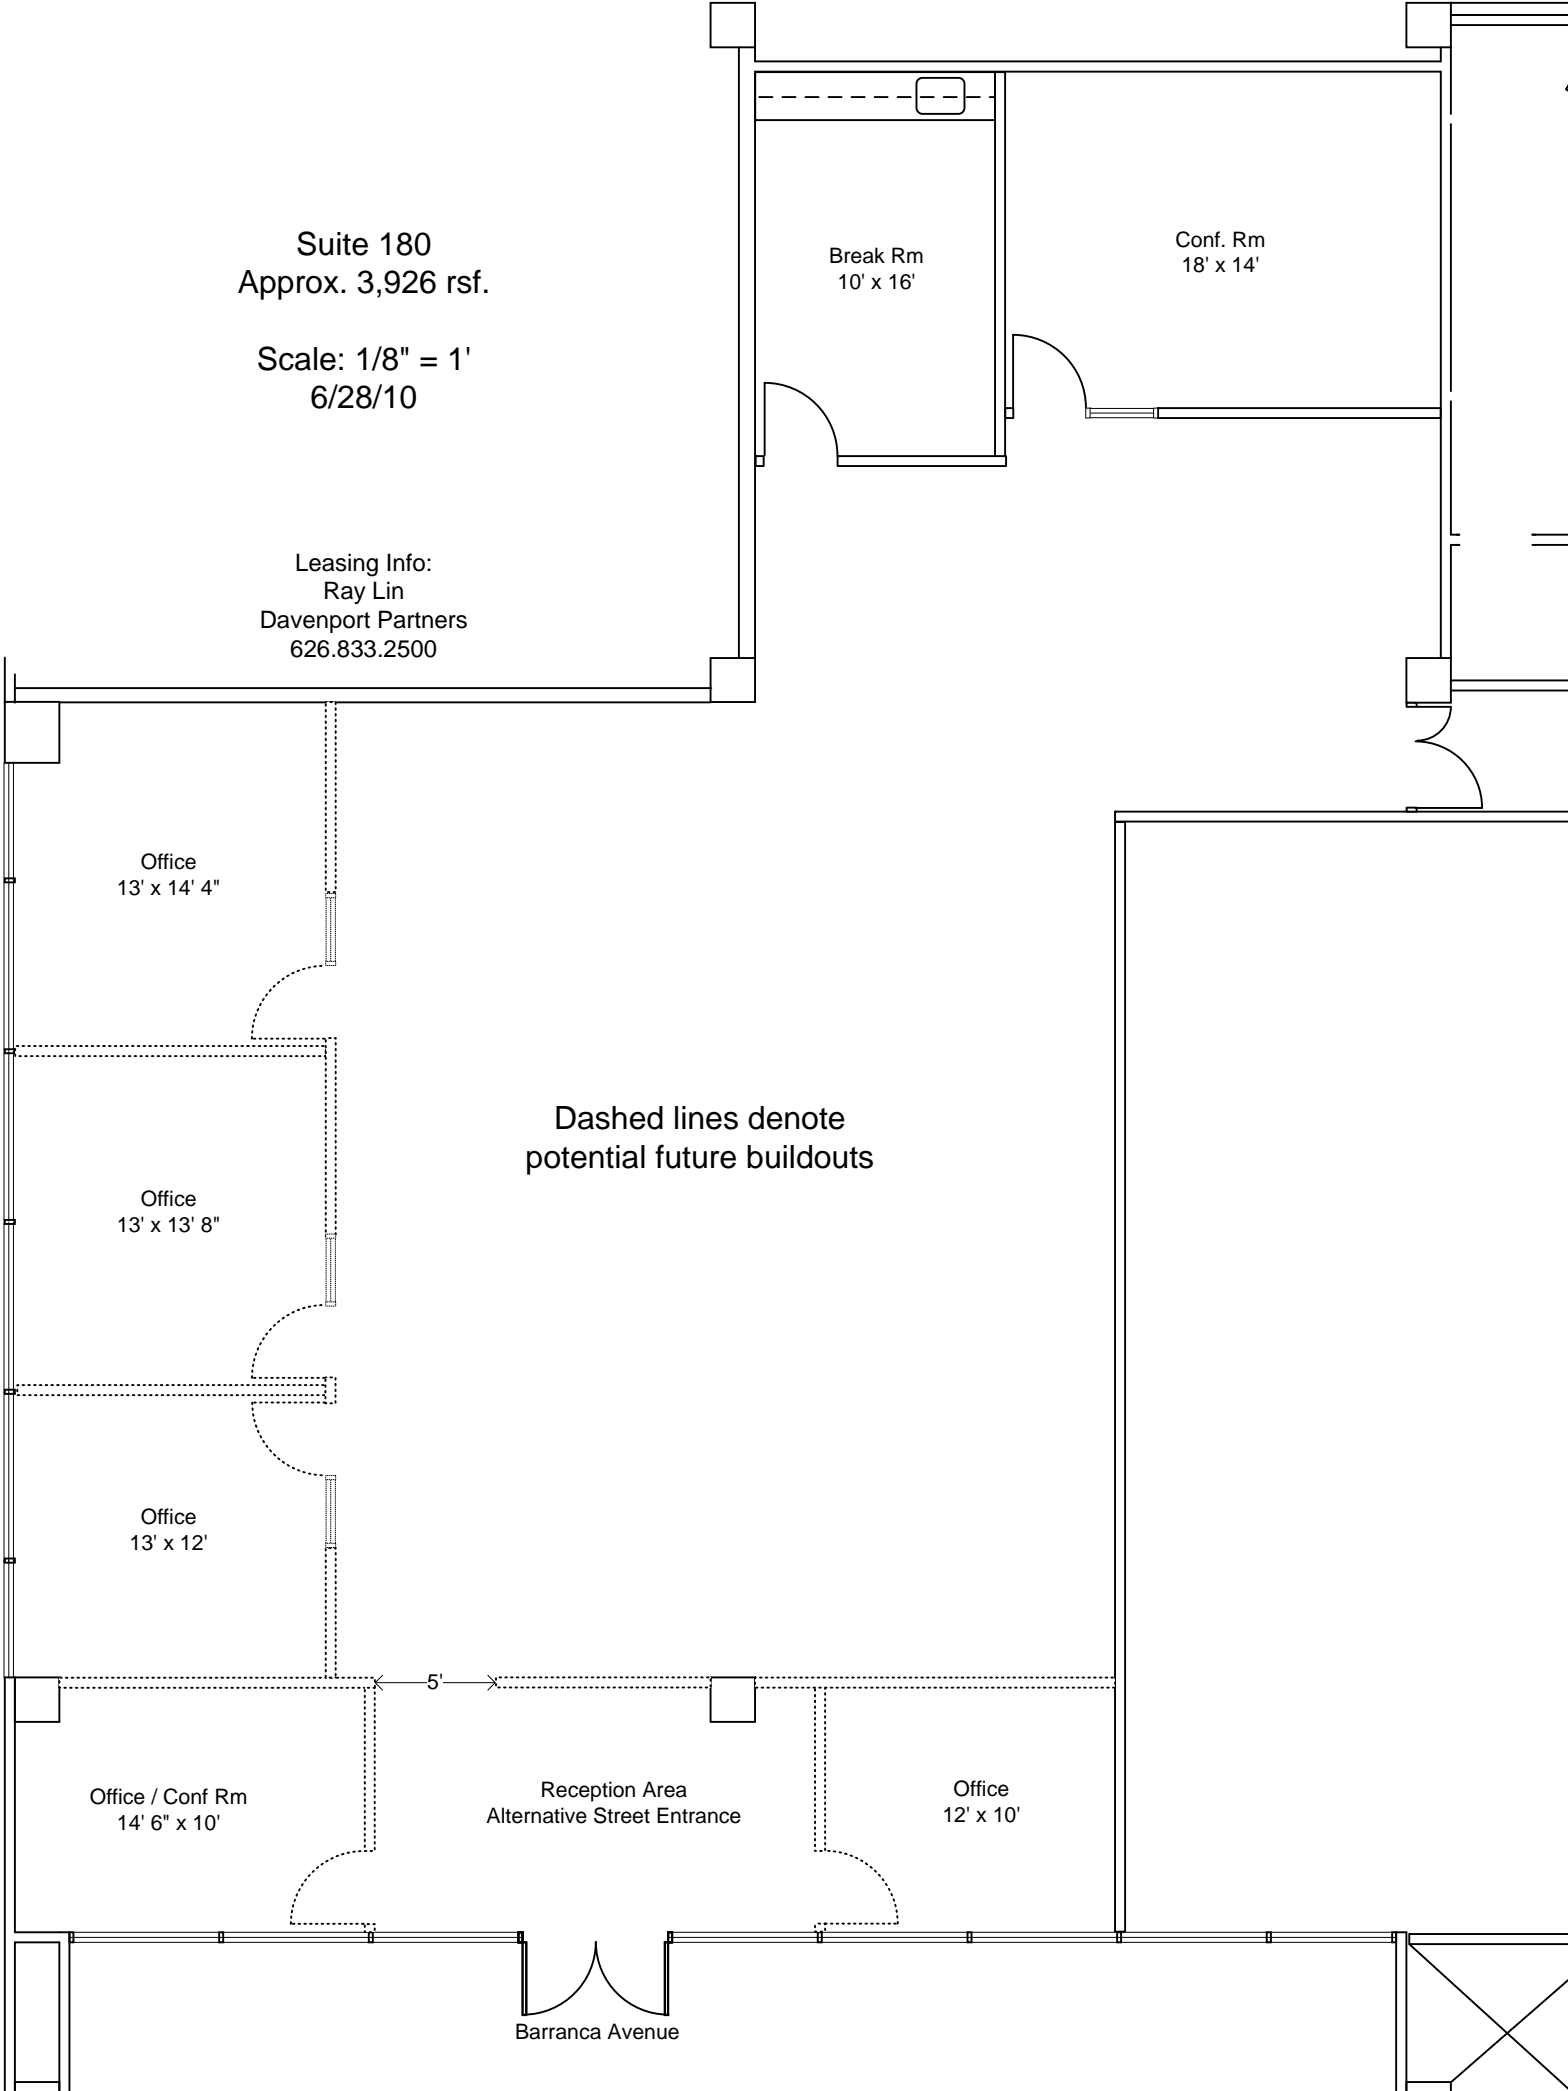 Suite 180
Approx. 3,926 rsf.
Scale: 1/8" = 1'
6/28/10
Leasing Info:
Ray Lin
Davenport Partners
626.833.2500
Break Rm
10' x 16'
Conf. Rm
18' x 14'
Office
13' x 14' 4"
Dashed lines denote
potential future buildouts
Office
13' x 13' 8"
Office
13' x 12'
5'
Office / Conf Rm
14' 6" x 10'
Reception Area
Alternative Street Entrance
Office
12' x 10'
Barranca Avenue